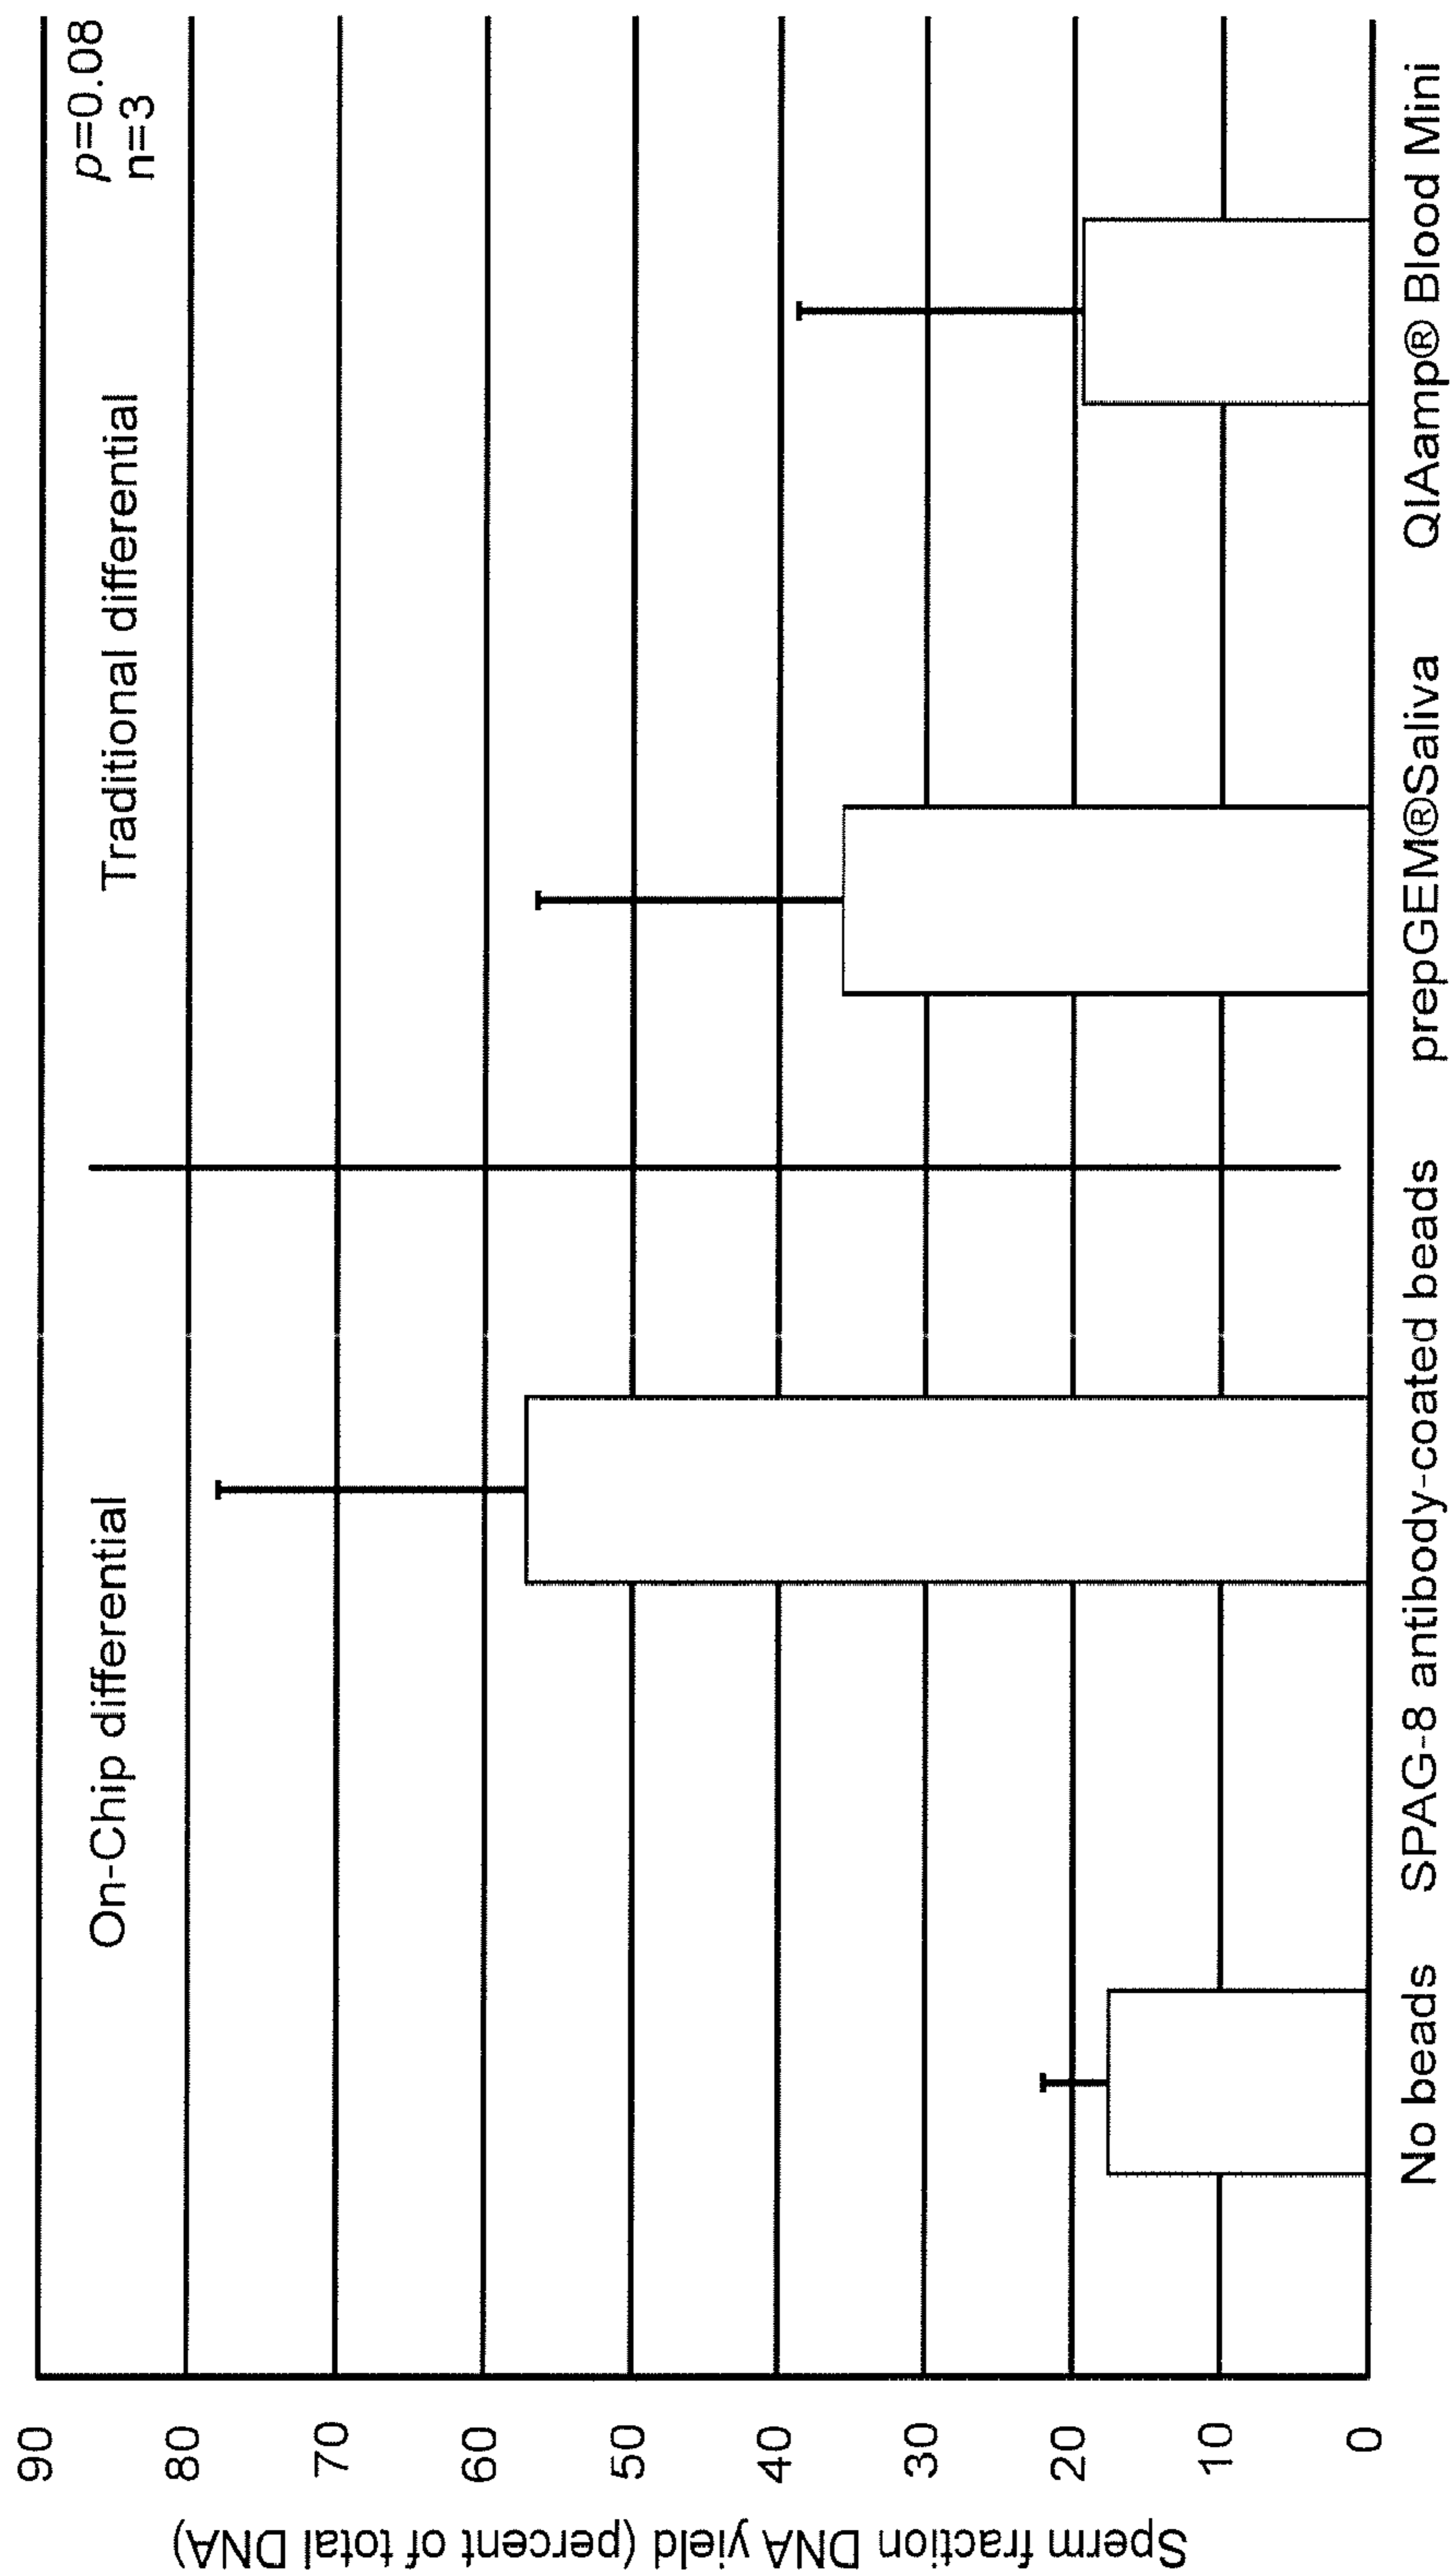 Sperm fraction DNA yield (percent of total DNA)
90
80
70
60
50
40
30
20
10
0
On-Chip differential
Traditional differential
p=0.08
n=3
No beads
SPAG-8 antibody-coated beads
prepGEM®Saliva
QIAamp® Blood Mini